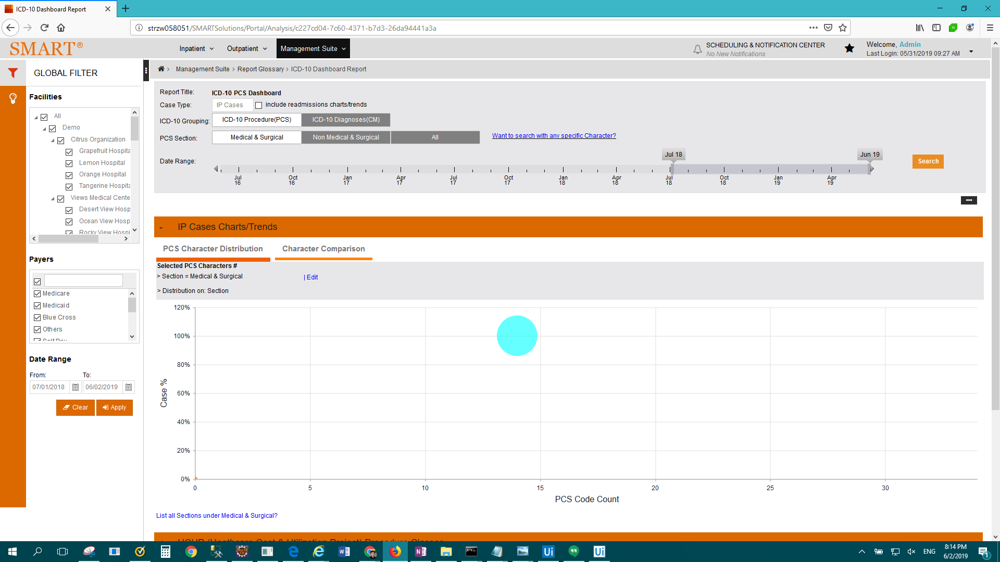 ICD-10 Dashboard Report
strzw058051/SMARTSolutions/Portal/Analysis/c227cd04-7c60-4371-b7d3-26da94441a3a
SMART®
Inpatient
Outpatient
Management Suite
SCHEDULING & NOTIFICATION CENTER
No New Notifications
Welcome, Admin
Last Login: 05/31/2019 09:27 AM
GLOBAL FILTER
Management Suite > Report Glossary > ICD-10 Dashboard Report
Facilities
All
Demo
Citrus Organization
Grapefruit Hospita
Lemon Hospital
Orange Hospital
Tangerine Hospita
Views Medical Cente
Desert View Hosp
Ocean View Hosp
Rocky View Hospi
Payers
Medicare
Medicaid
Blue Cross
Others
Self Pay
Date Range
From:
To:
07/01/2018
06/02/2019
Clear
Apply
Report Title:
ICD-10 PCS Dashboard
Case Type:
IP Cases
include readmissions charts/trends
ICD-10 Grouping:
ICD-10 Procedure(PCS)
ICD-10 Diagnoses(CM)
PCS Section:
Medical & Surgical
Non Medical & Surgical
All
Want to search with any specific Character?
Date Range:
Jul 18
Jun 19
Search
Jul 16
Oct 16
Jan 17
Apr 17
Jul 17
Oct 17
Jan 18
Apr 18
Jul 18
Oct 18
Jan 19
Apr 19
- IP Cases Charts/Trends
PCS Character Distribution
Character Comparison
Selected PCS Characters #
> Section = Medical & Surgical
| Edit
> Distribution on: Section
120%
100%
80%
60%
40%
20%
0%
Case %
0
5
10
15
20
25
30
PCS Code Count
List all Sections under Medical & Surgical?
ENG
8:14 PM
6/2/2019
1